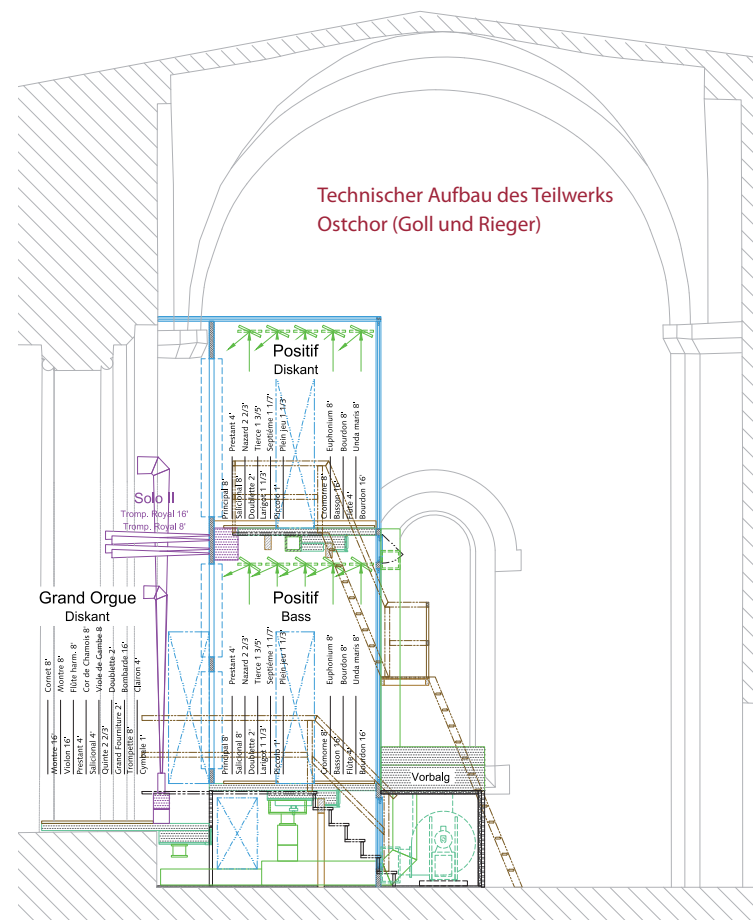 Technischer Aufbau des Teilwerks
Ostchor (Goll und Rieger)
Positif
Diskant
Prestant 4'
Nazard 2 2/3'
Tierce 1 3/5'
Septiéme 1 1/7'
Plein jeu 1 1/3'
Euphonium 8'
Bourdon 8'
Unda maris 8'
Principal 8'
Salicional 8'
Doublette 2'
Larigot 1 1/3'
Piccolo 1'
Cromorne 8'
Basson 16'
Flûte 4'
Bourdon 16'
Solo II
Tromp. Royal 16'
Tromp. Royal 8'
Grand Orgue
Diskant
Cornet 8'
Montre 8'
Flûte harm. 8'
Cor de Chamois 8'
Viole de Gambe 8'
Doublette 2'
Bombarde 16'
Clairon 4'
Montre 16'
Violon 16'
Prestant 4'
Salicional 4'
Quinte 2 2/3'
Grand Fourniture 2'
Trompette 8'
Cymbale 1'
Positif
Bass
Prestant 4'
Nazard 2 2/3'
Tierce 1 3/5'
Septiéme 1 1/7'
Plein jeu 1 1/3'
Euphonium 8'
Bourdon 8'
Unda maris 8'
Principal 8'
Salicional 8'
Doublette 2'
Larigot 1 1/3'
Piccolo 1'
Cromorne 8'
Basson 16'
Flûte 4'
Bourdon 16'
Vorbalg